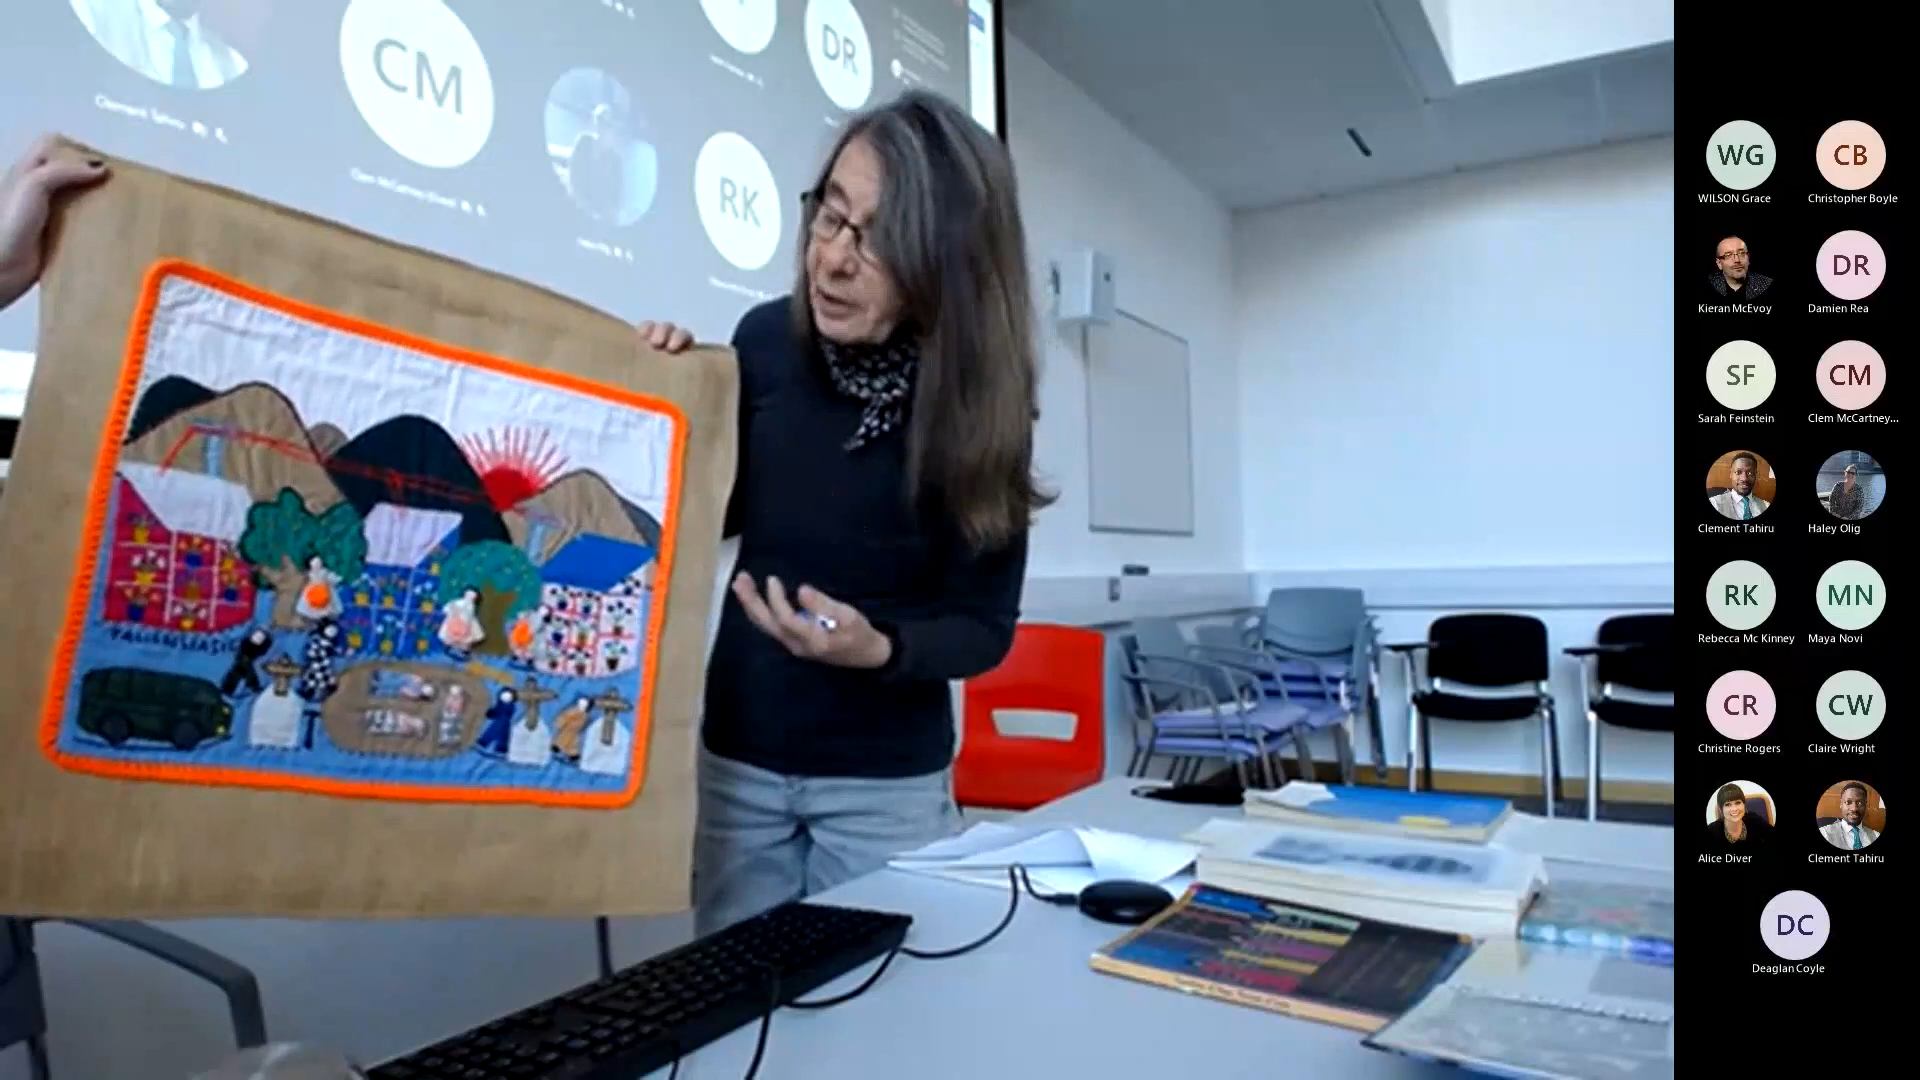 CM
DR
RK
WG
CB
WILSON Grace
Christopher Boyle
DR
Kieran McEvoy
Damien Rea
SF
CM
Sarah Feinstein
Clem McCartney...
Clement Tahiru
Haley Olig
RK
MN
Rebecca Mc Kinney
Maya Novi
CR
CW
Christine Rogers
Claire Wright
Alice Diver
Clement Tahiru
DC
Deaglan Coyle